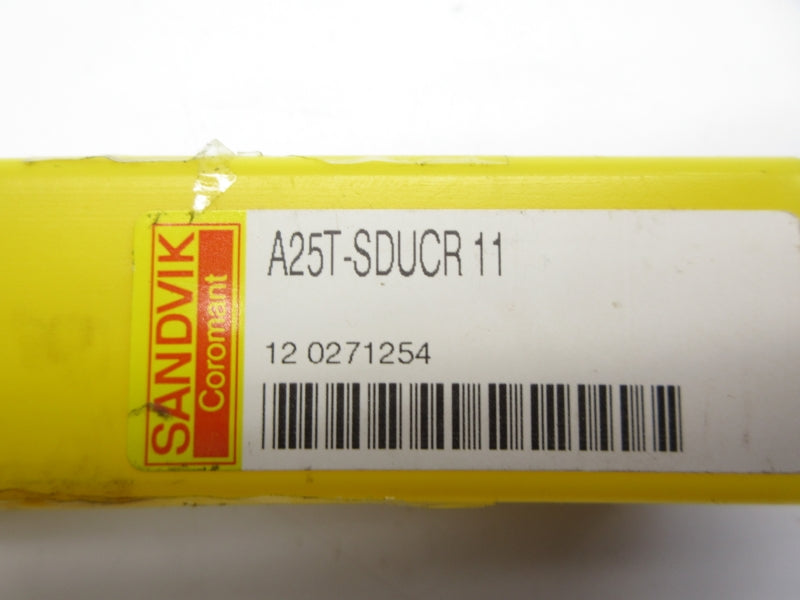 SANDVIK
Coromant
A25T-SDUCR 11
12 0271254